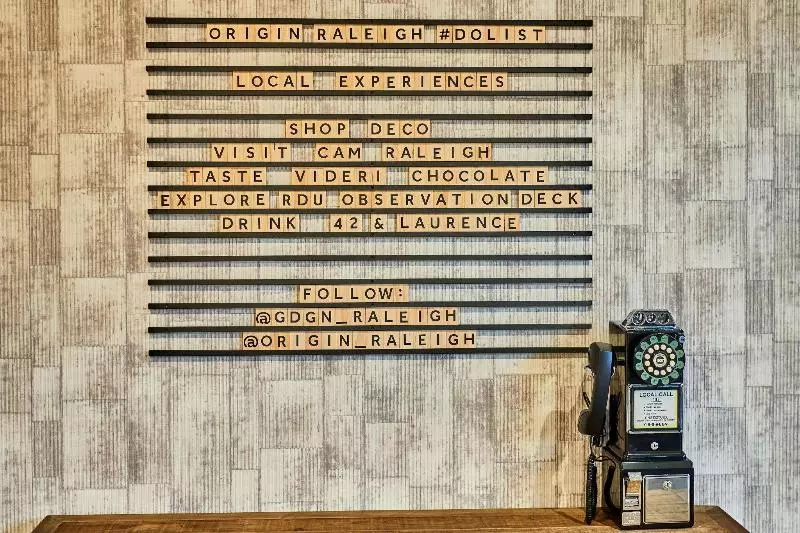 ORIGIN RALEIGH #DOLIST
LOCAL EXPERIENCES
SHOP DECO
VISIT CAM RALEIGH
TASTE VIDERI CHOCOLATE
EXPLORE RDU OBSERVATION DECK
DRINK 42 & LAURENCE
FOLLOW:
@GDGN_RALEIGH
@ORIGIN_RALEIGH
LOCAL CALL
CROSLEY